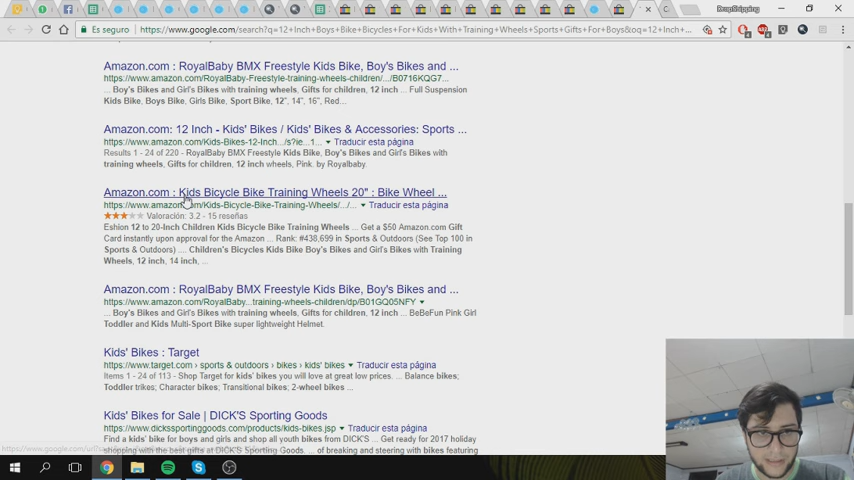 DropShipping
Es seguro
https://www.google.com/search?q=12+Inch+Boys+Bike+Bicycles+For+Kids+With+Training+Wheels+Sports+Gifts+For+Boys&oq=12+Inch+...
Amazon.com : RoyalBaby BMX Freestyle Kids Bike, Boy's Bikes and ...
https://www.amazon.com/RoyalBaby-Freestyle-training-wheels-children/.../B0716KQG7...
... Boy's Bikes and Girl's Bikes with training wheels, Gifts for children, 12 inch ... Full Suspension
Kids Bike, Boys Bike, Girls Bike, Sport Bike, 12", 14", 16", Red...
Amazon.com: 12 Inch - Kids' Bikes / Kids' Bikes & Accessories: Sports ...
https://www.amazon.com/Kids-Bikes-12-Inch.../s?ie...1... ▼ Traducir esta página
Results 1 - 24 of 220 - RoyalBaby BMX Freestyle Kids Bike, Boy's Bikes and Girl's Bikes with
training wheels, Gifts for children, 12 inch wheels, Pink. by Royalbaby.
Amazon.com : Kids Bicycle Bike Training Wheels 20" : Bike Wheel ...
https://www.amazon.com/Kids-Bicycle-Bike-Training-Wheels/.../... ▼ Traducir esta página
Valoración: 3.2 - 15 reseñas
Eshion 12 to 20-Inch Children Kids Bicycle Bike Training Wheels ... Get a $50 Amazon.com Gift
Card instantly upon approval for the Amazon ... Rank: #438,699 in Sports & Outdoors (See Top 100 in
Sports & Outdoors) .... Children's Bicycles Kids Bike Boy's Bikes and Girl's Bikes with Training
Wheels, 12 inch, 14 inch, ...
Amazon.com : RoyalBaby BMX Freestyle Kids Bike, Boy's Bikes and ...
https://www.amazon.com/RoyalBaby...training-wheels-children/dp/B01GQ05NFY ▼
... Boy's Bikes and Girl's Bikes with training wheels, Gifts for children, 12 inch ... BeBeFun Pink Girl
Toddler and Kids Multi-Sport Bike super lightweight Helmet.
Kids' Bikes : Target
https://www.target.com › sports & outdoors › bikes › kids' bikes ▼ Traducir esta página
Items 1 - 24 of 113 - Shop Target for kids' bikes you will love at great low prices. ... Balance bikes;
Toddler trikes; Character bikes; Transitional bikes; 2-wheel bikes ...
Kids' Bikes for Sale | DICK'S Sporting Goods
https://www.dickssportinggoods.com/products/kids-bikes.jsp ▼ Traducir esta página
Find a kids' bike for boys and girls and shop all youth bikes from DICK'S ... Get ready for 2017 holiday
shopping with the best gifts at DICK'S Sporting Goods. ... of breaking and steering with bikes featuring